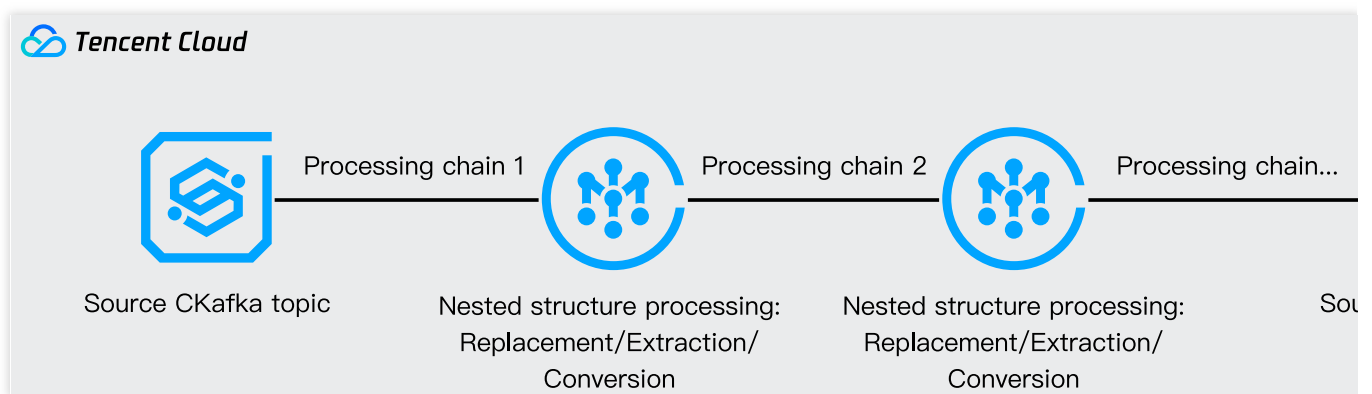 Tencent Cloud
Processing chain 1
Processing chain 2
Processing chain...
Source CKafka topic
Nested structure processing:
Replacement/Extraction/
Conversion
Nested structure processing:
Replacement/Extraction/
Conversion